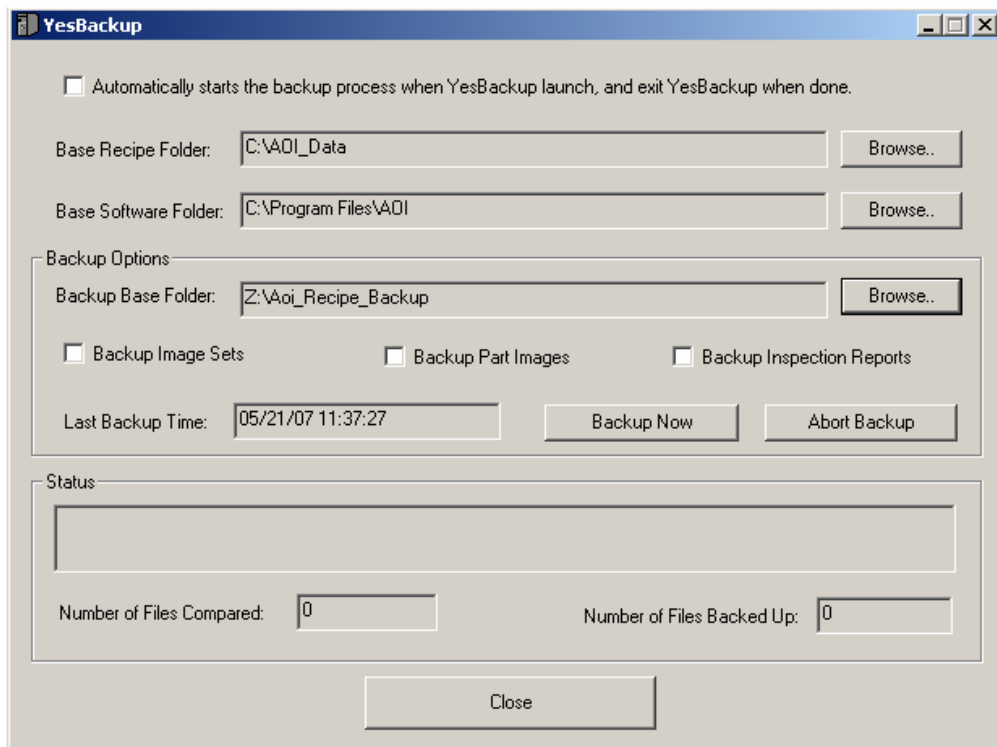 YesBackup
Automatically starts the backup process when YesBackup launch, and exit YesBackup when done.
Base Recipe Folder: C:\AOI_Data Browse..
Base Software Folder: C:\Program Files\AOI Browse..
Backup Options
Backup Base Folder: Z:\Aoi_Recipe_Backup Browse..
Backup Image Sets Backup Part Images Backup Inspection Reports
Last Backup Time: 05/21/07 11:37:27 Backup Now Abort Backup
Status
Number of Files Compared: 0 Number of Files Backed Up: 0
Close